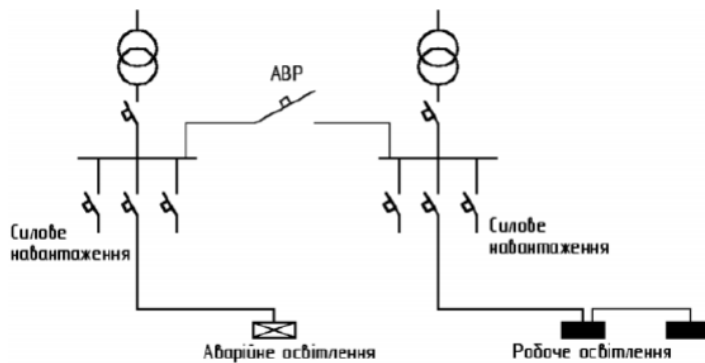 АВР
Силове
навантаження
Силове
навантаження
Аварійне освітлення
Робоче освітлення